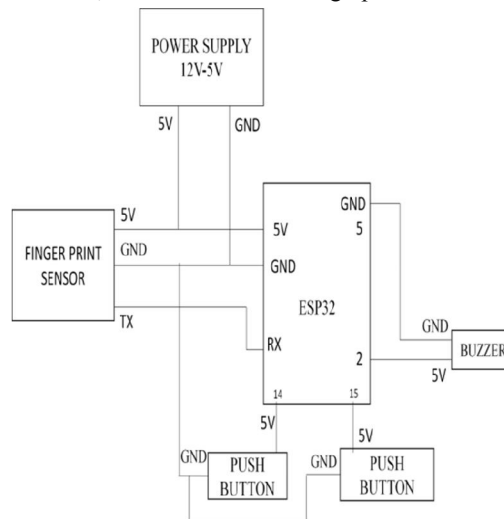 POWER SUPPLY
12V-5V
5V
GND
5V
GND
TX
FINGER PRINT
SENSOR
GND
5
5V
GND
ESP32
RX
2
14
15
GND
5V
BUZZER
5V
GND
PUSH
BUTTON
5V
GND
PUSH
BUTTON